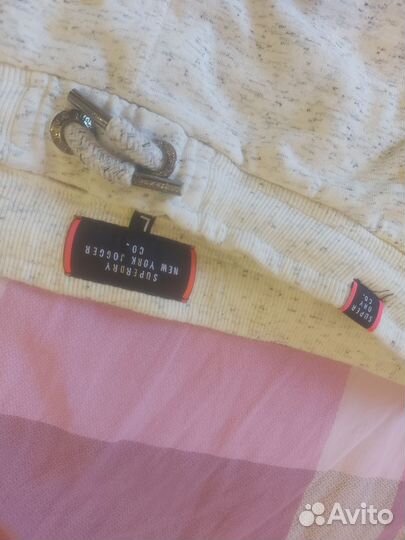 L
SUPERDRY
NEW YORK JOGGER
CO.
SUPER
DRY
CO.
Avito